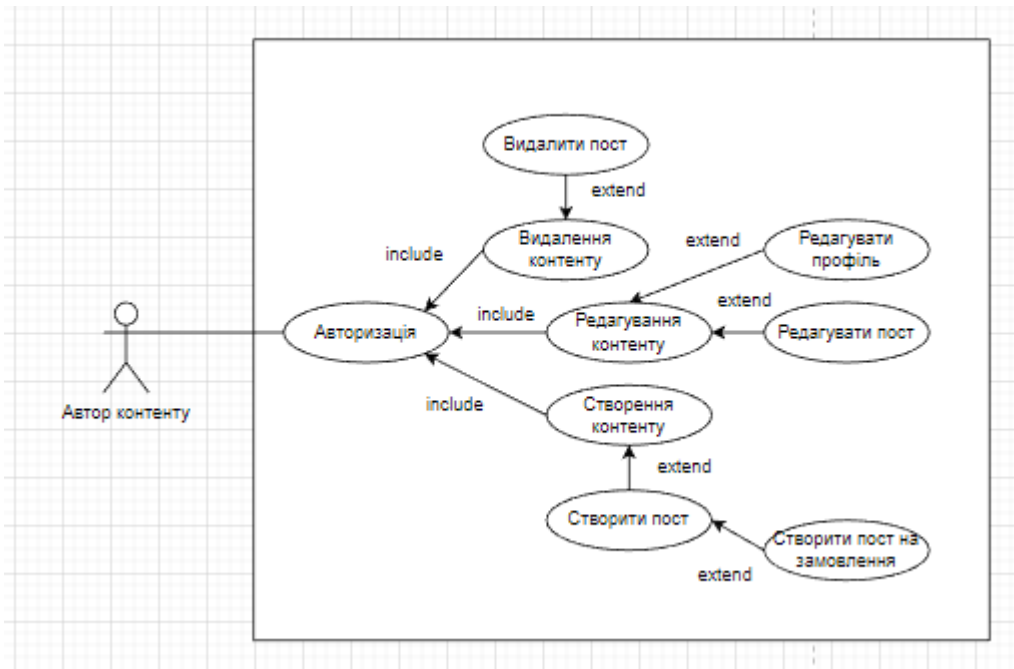 Видалити пост
extend
Видалення
контенту
include
extend
Редагувати
профіль
Авторизація
include
Редагування
контенту
extend
Редагувати пост
Автор контенту
include
Створення
контенту
extend
Створити пост
Створити пост на
замовлення
extend